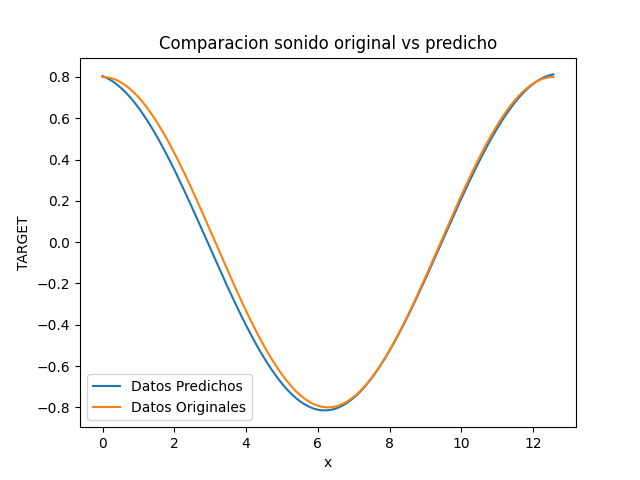 Comparacion sonido original vs predicho
TARGET
0.8
0.6
0.4
0.2
0.0
−0.2
−0.4
−0.6
−0.8
Datos Predichos
Datos Originales
0 2 4 6 8 10 12
x